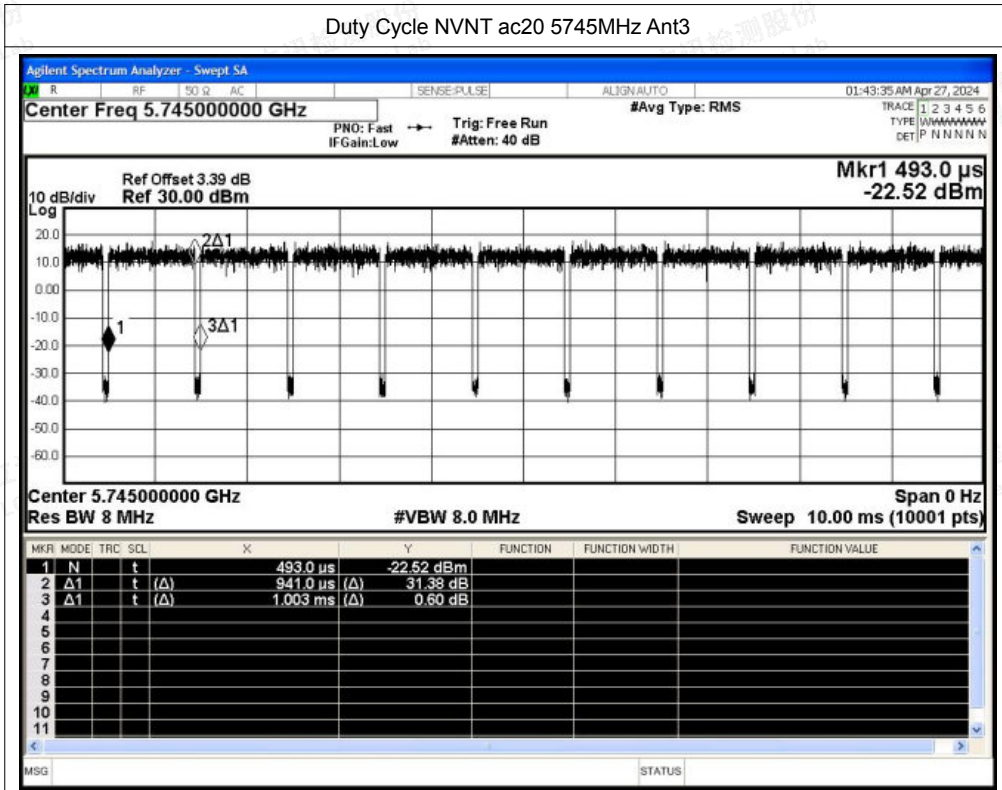 Duty Cycle NVNT ac20 5745MHz Ant3
Agilent Spectrum Analyzer - Swept SA
R RF 50 Ω AC SENSE:PULSE ALIGN AUTO 01:43:35 AM Apr 27, 2024
Center Freq 5.745000000 GHz #Avg Type: RMS TRACE 1 2 3 4 5 6
PNO: Fast Trig: Free Run TYPE WWWWWW
IFGain:Low #Atten: 40 dB DET P N N N N N
Mkr1 493.0 µs
-22.52 dBm
Ref Offset 3.39 dB
10 dB/div Ref 30.00 dBm
Log
20.0
10.0
0.00
-10.0
-20.0
-30.0
-40.0
-50.0
-60.0
2Δ1
1
3Δ1
Center 5.745000000 GHz Span 0 Hz
Res BW 8 MHz #VBW 8.0 MHz Sweep 10.00 ms (10001 pts)
MKR MODE TRC SCL X Y FUNCTION FUNCTION WIDTH FUNCTION VALUE
1 N t 493.0 µs -22.52 dBm
2 Δ1 t (Δ) 941.0 µs (Δ) 31.38 dB
3 Δ1 t (Δ) 1.003 ms (Δ) 0.60 dB
4
5
6
7
8
9
10
11
MSG STATUS